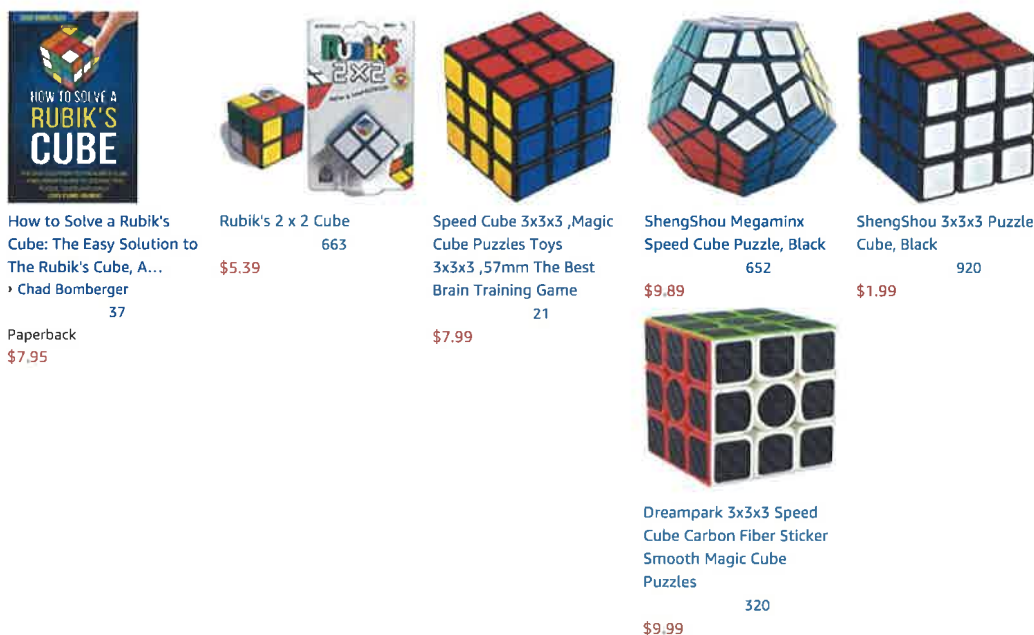 HOW TO SOLVE A
RUBIK'S
CUBE
RUBIK'S
2X2
How to Solve a Rubik's
Cube: The Easy Solution to
The Rubik's Cube, A...
› Chad Bomberger
37
Paperback
$7.95
Rubik's 2 x 2 Cube
663
$5.39
Speed Cube 3x3x3 ,Magic
Cube Puzzles Toys
3x3x3 ,57mm The Best
Brain Training Game
21
$7.99
ShengShou Megaminx
Speed Cube Puzzle, Black
652
$9.89
ShengShou 3x3x3 Puzzle
Cube, Black
920
$1.99
Dreampark 3x3x3 Speed
Cube Carbon Fiber Sticker
Smooth Magic Cube
Puzzles
320
$9.99